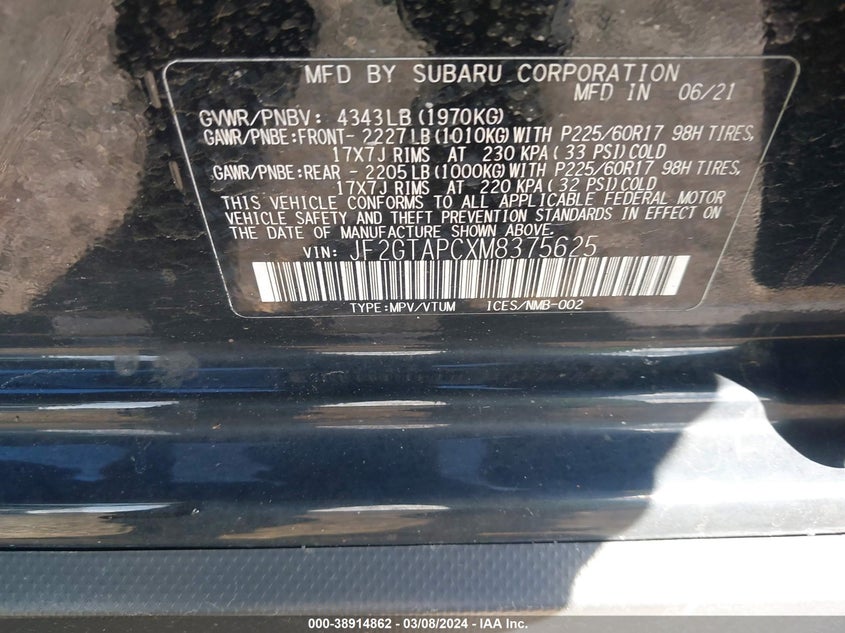 MFD BY SUBARU CORPORATION
MFD IN 06/21
GVWR/PNBV: 4343LB(1970KG)
GAWR/PNBE:FRONT- 2227LB(1010KG)WITH P225/60R17 98H TIRES,
17X7J RIMS AT 230 KPA(33 PSI)COLD
GAWR/PNBE:REAR - 2205LB(1000KG)WITH P225/60R17 98H TIRES,
17X7J RIMS AT 220 KPA(32 PSI)COLD
THIS VEHICLE CONFORMS TO ALL APPLICABLE FEDERAL MOTOR
VEHICLE SAFETY AND THEFT PREVENTION STANDARDS IN EFFECT ON
THE DATE OF MANUFACTURE SHOWN ABOVE.
VIN: JF2GTAPCXM8375625
TYPE:MPV/VTUM ICES/NMB-002
000-38914862 — 03/08/2024 — IAA Inc.